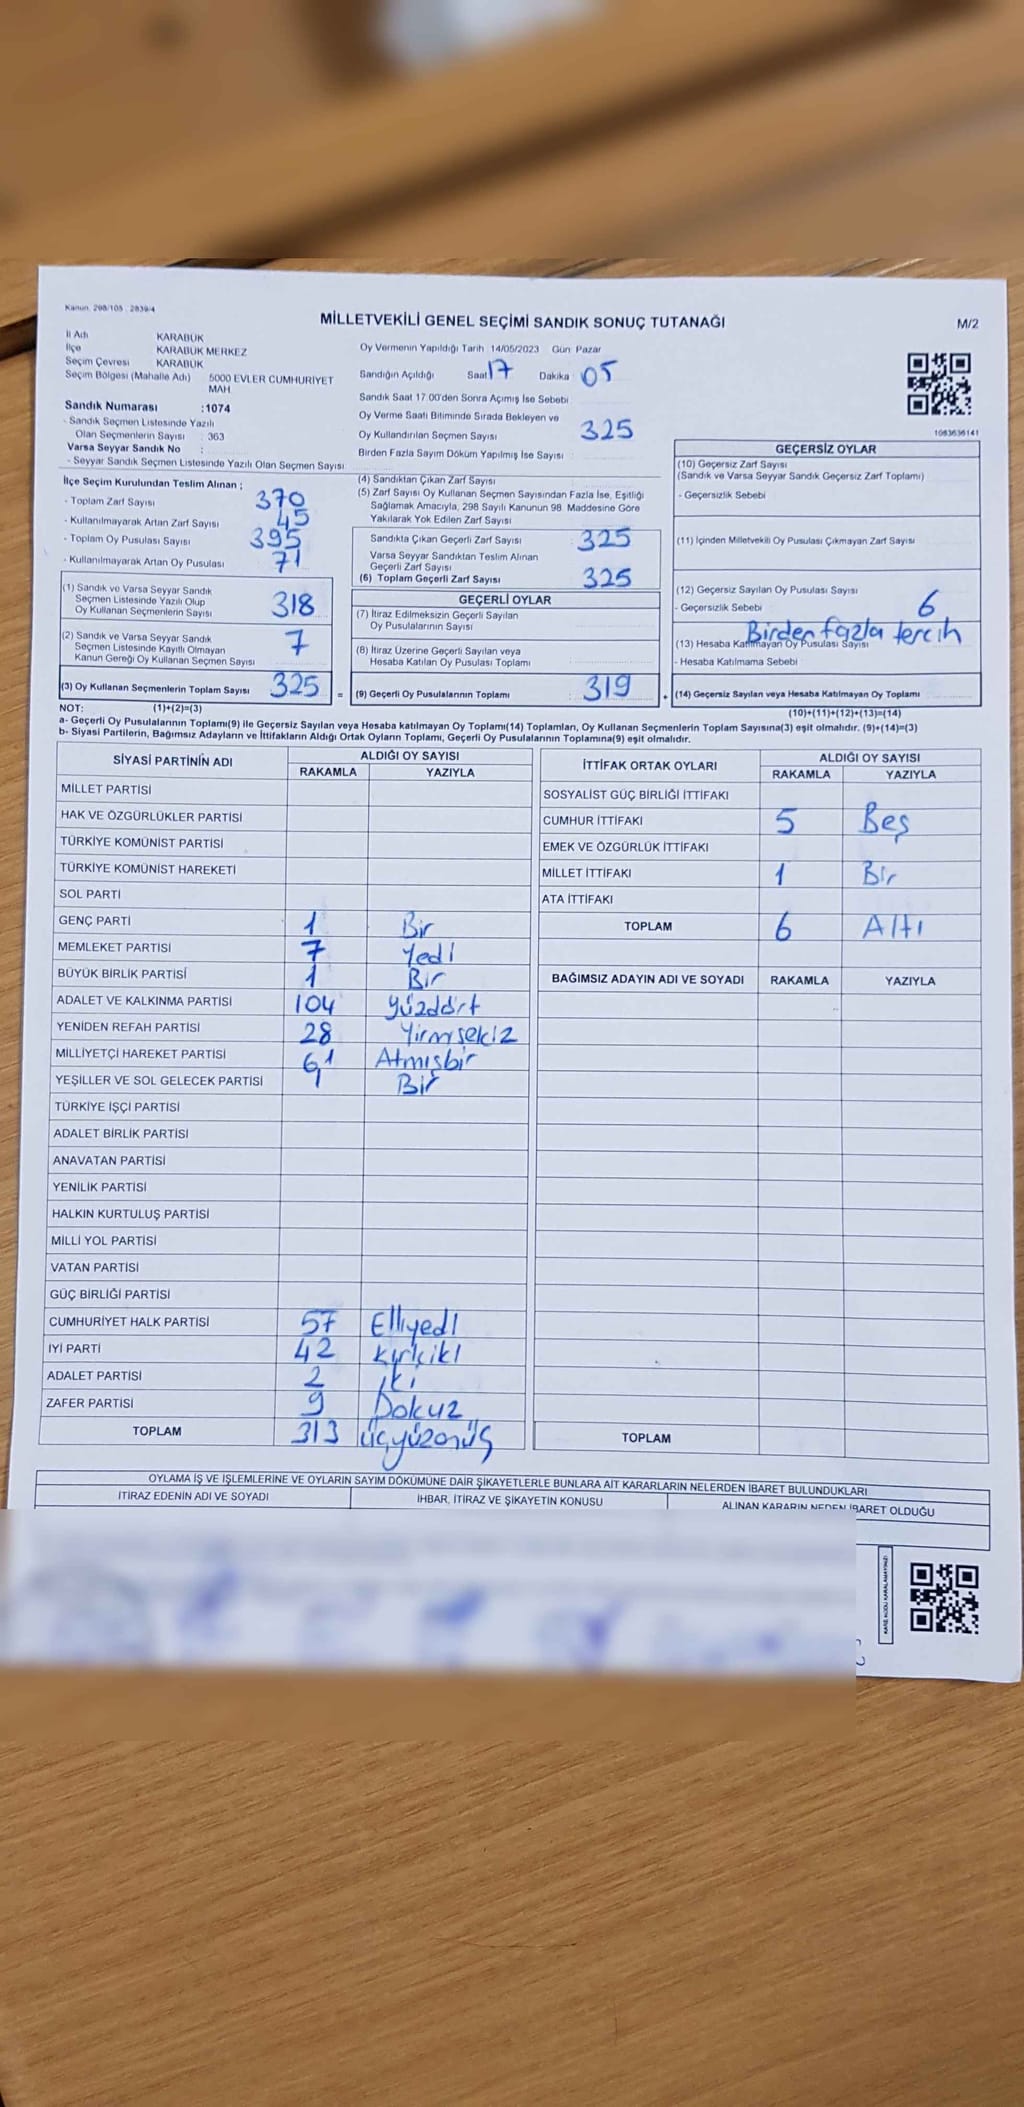 Kanun 298/105 , 2839/4
MİLLETVEKİLİ GENEL SEÇİMİ SANDIK SONUÇ TUTANAĞI
M/2
İl Adı KARABÜK
İlçe KARABÜK MERKEZ
Seçim Çevresi KARABÜK
Seçim Bölgesi (Mahalle Adı) 5000 EVLER CUMHURİYET
MAH.
Sandık Numarası :1074
- Sandık Seçmen Listesinde Yazılı
Olan Seçmenlerin Sayısı : 363
Varsa Seyyar Sandık No :
- Seyyar Sandık Seçmen Listesinde Yazılı Olan Seçmen Sayısı
İlçe Seçim Kurulundan Teslim Alınan ;
- Toplam Zarf Sayısı 370
- Kullanılmayarak Artan Zarf Sayısı 45
- Toplam Oy Pusulası Sayısı 395
- Kullanılmayarak Artan Oy Pusulası 71
(1) Sandık ve Varsa Seyyar Sandık
Seçmen Listesinde Yazılı Olup
Oy Kullanan Seçmenlerin Sayısı 318
(2) Sandık ve Varsa Seyyar Sandık
Seçmen Listesinde Kayıtlı Olmayan
Kanun Gereği Oy Kullanan Seçmen Sayısı 7
(3) Oy Kullanan Seçmenlerin Toplam Sayısı 325 =
Oy Vermenin Yapıldığı Tarih 14/05/2023 Gün Pazar
Sandığın Açıldığı Saat 17 Dakika 05
Sandık Saat 17.00'den Sonra Açımış İse Sebebi
Oy Verme Saati Bitiminde Sırada Bekleyen ve
Oy Kullandırılan Seçmen Sayısı 325
Birden Fazla Sayım Döküm Yapılmış İse Sayısı
(4) Sandıktan Çıkan Zarf Sayısı
(5) Zarf Sayısı Oy Kullanan Seçmen Sayısından Fazla İse, Eşitliği
Sağlamak Amacıyla, 298 Sayılı Kanunun 98. Maddesine Göre
Yakılarak Yok Edilen Zarf Sayısı
Sandıkta Çıkan Geçerli Zarf Sayısı 325
Varsa Seyyar Sandıktan Teslim Alınan
Geçerli Zarf Sayısı
(6) Toplam Geçerli Zarf Sayısı 325
GEÇERLİ OYLAR
(7) İtiraz Edilmeksizin Geçerli Sayılan
Oy Pusulalarının Sayısı
(8) İtiraz Üzerine Geçerli Sayılan veya
Hesaba Katılan Oy Pusulası Toplamı
(9) Geçerli Oy Pusulalarının Toplamı 319 +
1063636141
GEÇERSİZ OYLAR
(10) Geçersiz Zarf Sayısı
(Sandık ve Varsa Seyyar Sandık Geçersiz Zarf Toplamı)
- Geçersizlik Sebebi
(11) İçinden Milletvekili Oy Pusulası Çıkmayan Zarf Sayısı
(12) Geçersiz Sayılan Oy Pusulası Sayısı
- Geçersizlik Sebebi 6
Birden fazla tercih
(13) Hesaba Katılmayan Oy Pusulası Sayısı
- Hesaba Katılmama Sebebi
(14) Geçersiz Sayılan veya Hesaba Katılmayan Oy Toplamı
NOT: (1)+(2)=(3) (10)+(11)+(12)+(13)=(14)
a- Geçerli Oy Pusulalarının Toplamı(9) ile Geçersiz Sayılan veya Hesaba katılmayan Oy Toplamı(14) Toplamları, Oy Kullanan Seçmenlerin Toplam Sayısına(3) eşit olmalıdır. (9)+(14)=(3)
b- Siyasi Partilerin, Bağımsız Adayların ve İttifakların Aldığı Ortak Oyların Toplamı, Geçerli Oy Pusulalarının Toplamına(9) eşit olmalıdır.
SİYASİ PARTİNİN ADI ALDIĞI OY SAYISI
RAKAMLA YAZIYLA
MİLLET PARTİSİ
HAK VE ÖZGÜRLÜKLER PARTİSİ
TÜRKİYE KOMÜNİST PARTİSİ
TÜRKİYE KOMÜNİST HAREKETİ
SOL PARTİ
GENÇ PARTİ 1 Bir
MEMLEKET PARTİSİ 7 Yedi
BÜYÜK BİRLİK PARTİSİ 1 Bir
ADALET VE KALKINMA PARTİSİ 104 Yüzdört
YENİDEN REFAH PARTİSİ 28 Yirmsekiz
MİLLİYETÇİ HAREKET PARTİSİ 61 Atmışbir
YEŞİLLER VE SOL GELECEK PARTİSİ 1 Bir
TÜRKİYE İŞÇİ PARTİSİ
ADALET BİRLİK PARTİSİ
ANAVATAN PARTİSİ
YENİLİK PARTİSİ
HALKIN KURTULUŞ PARTİSİ
MİLLİ YOL PARTİSİ
VATAN PARTİSİ
GÜÇ BİRLİĞİ PARTİSİ
CUMHURİYET HALK PARTİSİ 57 Elliyedi
İYİ PARTİ 42 Kırkiki
ADALET PARTİSİ 2 iki
ZAFER PARTİSİ 9 Dokuz
TOPLAM 313 üçyüzonüç
İTTİFAK ORTAK OYLARI ALDIĞI OY SAYISI
RAKAMLA YAZIYLA
SOSYALİST GÜÇ BİRLİĞİ İTTİFAKI
CUMHUR İTTİFAKI 5 Beş
EMEK VE ÖZGÜRLÜK İTTİFAKI
MİLLET İTTİFAKI 1 Bir
ATA İTTİFAKI
TOPLAM 6 Altı
BAĞIMSIZ ADAYIN ADI VE SOYADI RAKAMLA YAZIYLA
TOPLAM
OYLAMA İŞ VE İŞLEMLERİNE VE OYLARIN SAYIM DÖKÜMÜNE DAİR ŞİKAYETLERLE BUNLARA AİT KARARLARIN NELERDEN İBARET BULUNDUKLARI
İTİRAZ EDENİN ADI VE SOYADI İHBAR, İTİRAZ VE ŞİKAYETİN KONUSU ALINAN KARARIN NEDEN İBARET OLDUĞU
KARE KODU KARALAMAYINIZ!